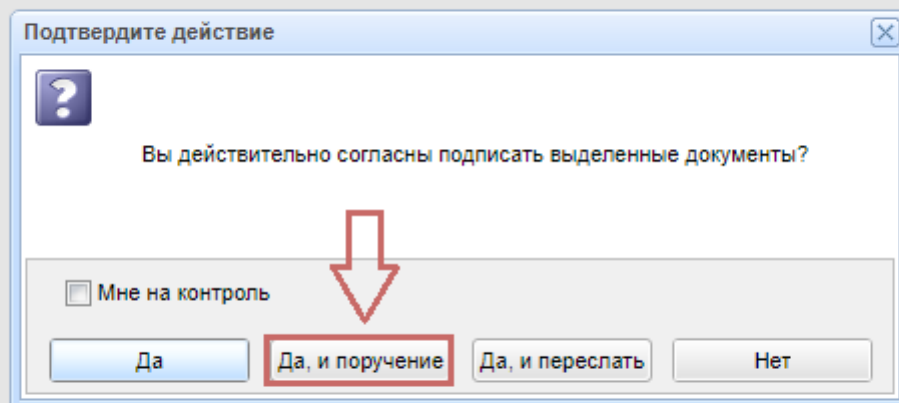 Подтвердите действие
Вы действительно согласны подписать выделенные документы?
Мне на контроль
Да
Да, и поручение
Да, и переслать
Нет